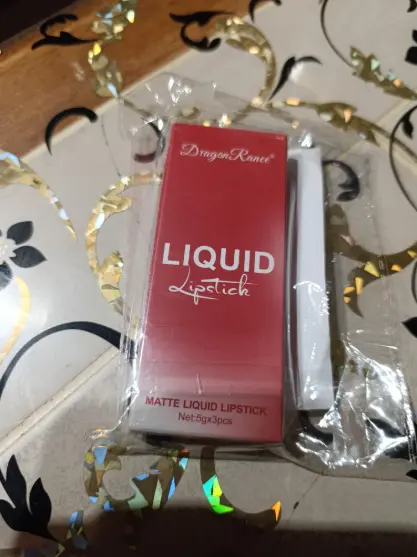 DragonRanee®
LIQUID
Lipstick
MATTE LIQUID LIPSTICK
Net:5gx3pcs